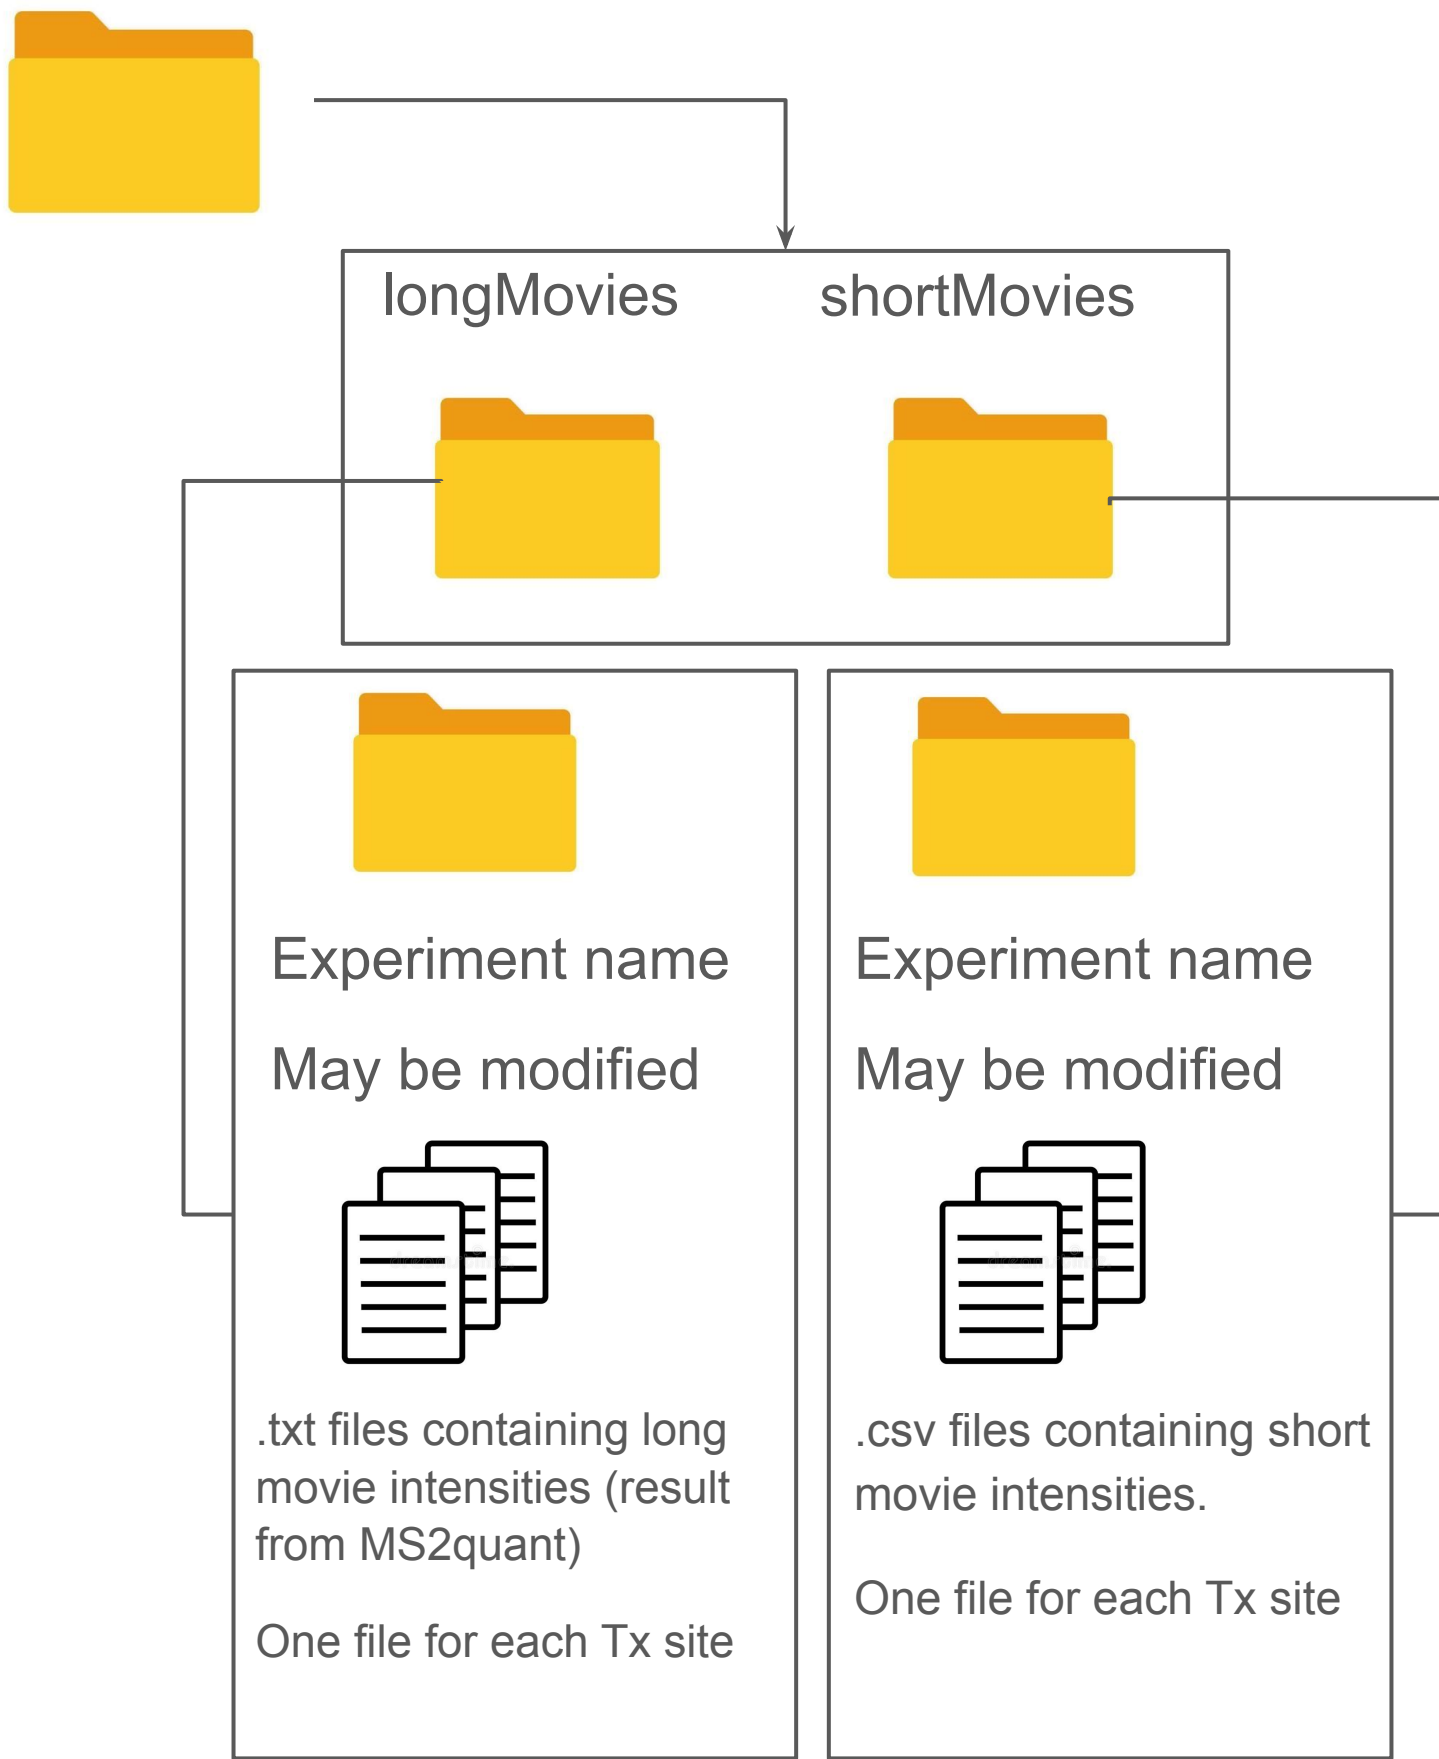 longMovies
shortMovies
Experiment name
May be modified
.txt files containing long
movie intensities (result
from MS2quant)
One file for each Tx site
Experiment name
May be modified
.csv files containing short
movie intensities.
One file for each Tx site